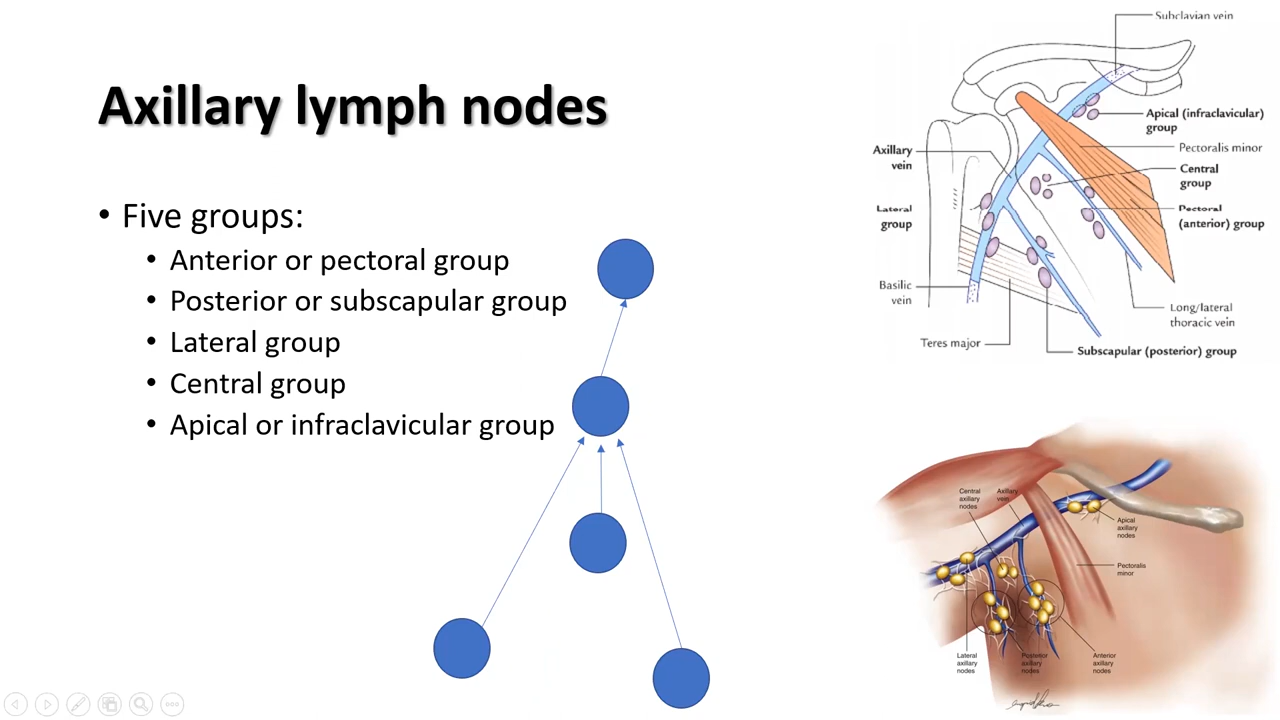 Axillary lymph nodes
• Five groups:
• Anterior or pectoral group
• Posterior or subscapular group
• Lateral group
• Central group
• Apical or infraclavicular group
Subclavian vein
Apical (infraclavicular)
group
Pectoralis minor
Central
group
Pectoral
(anterior) group
Long/lateral
thoracic vein
Subscapular (posterior) group
Axillary
vein
Lateral
group
Basilic
vein
Teres major
Central
axillary
nodes
Axillary
vein
Apical
axillary
nodes
Pectoralis
minor
Lateral
axillary
nodes
Posterior
axillary
nodes
Anterior
axillary
nodes